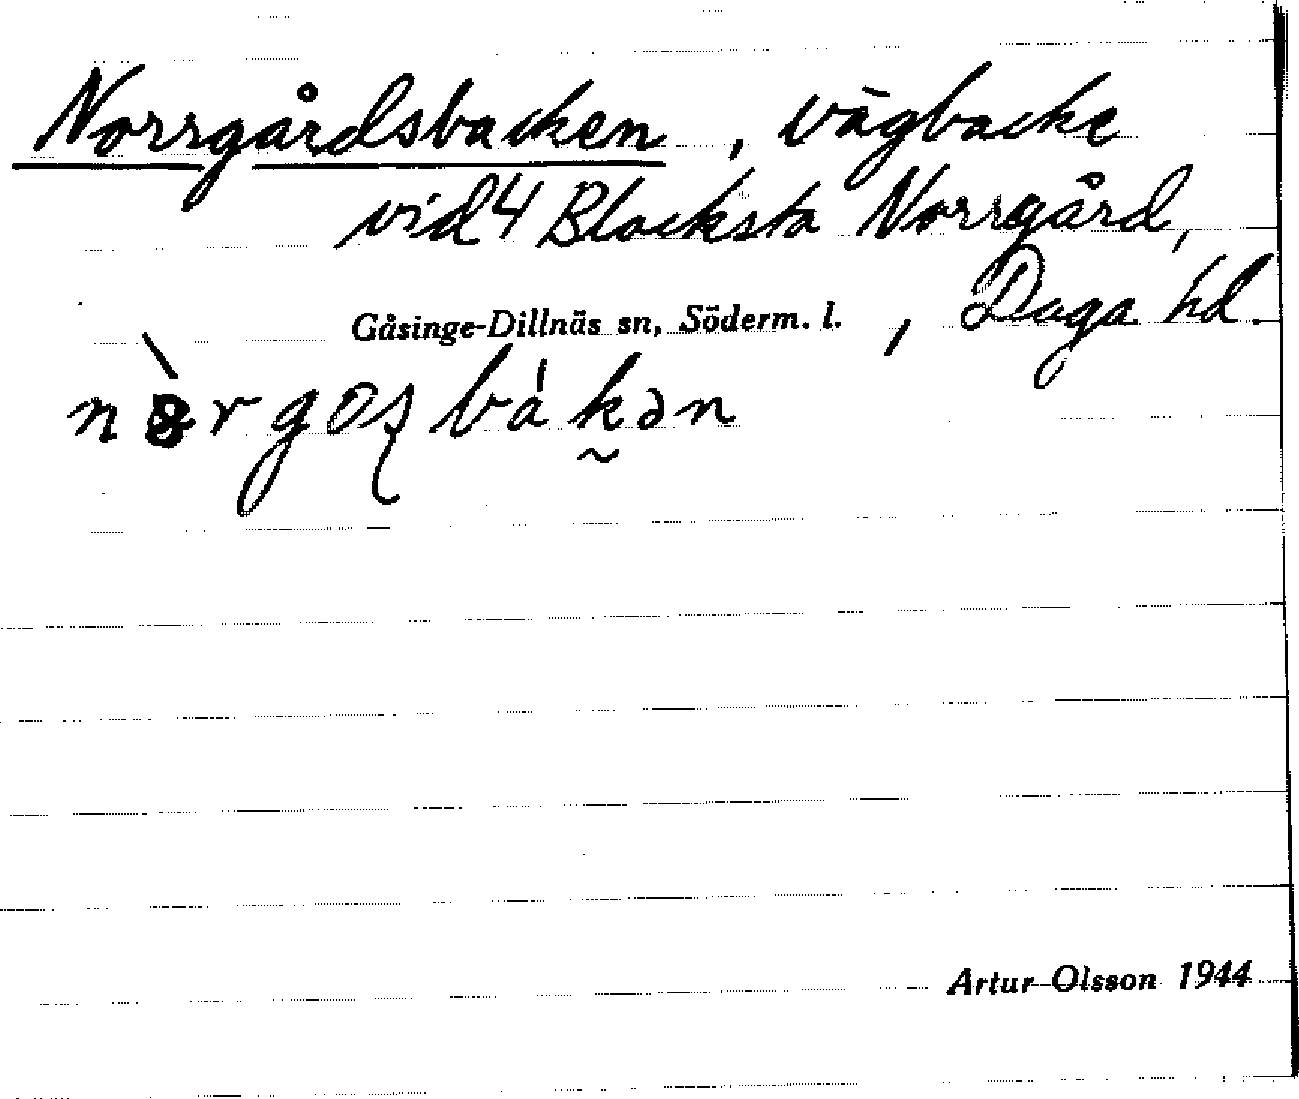 Norrgårdsbacken, vägbacke
vid 4 Blacksta Norrgård,
Gåsinge-Dillnäs sn, Söderm. l. , Daga hd.
Artur Olsson 1944